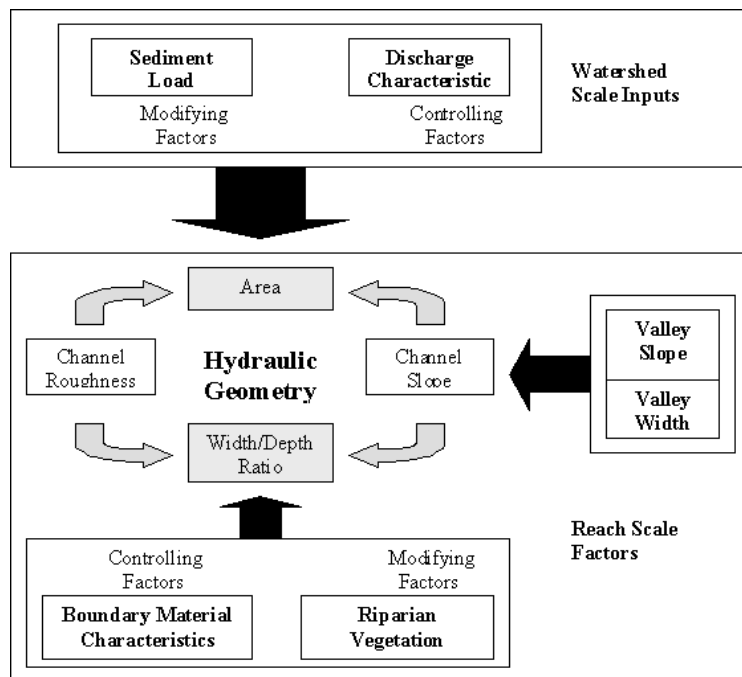 Sediment
Load
Discharge
Characteristic
Modifying
Factors
Controlling
Factors
Watershed
Scale Inputs
Area
Channel
Roughness
Hydraulic
Geometry
Channel
Slope
Valley
Slope
Valley
Width
Width/Depth
Ratio
Reach Scale
Factors
Controlling
Factors
Modifying
Factors
Boundary Material
Characteristics
Riparian
Vegetation